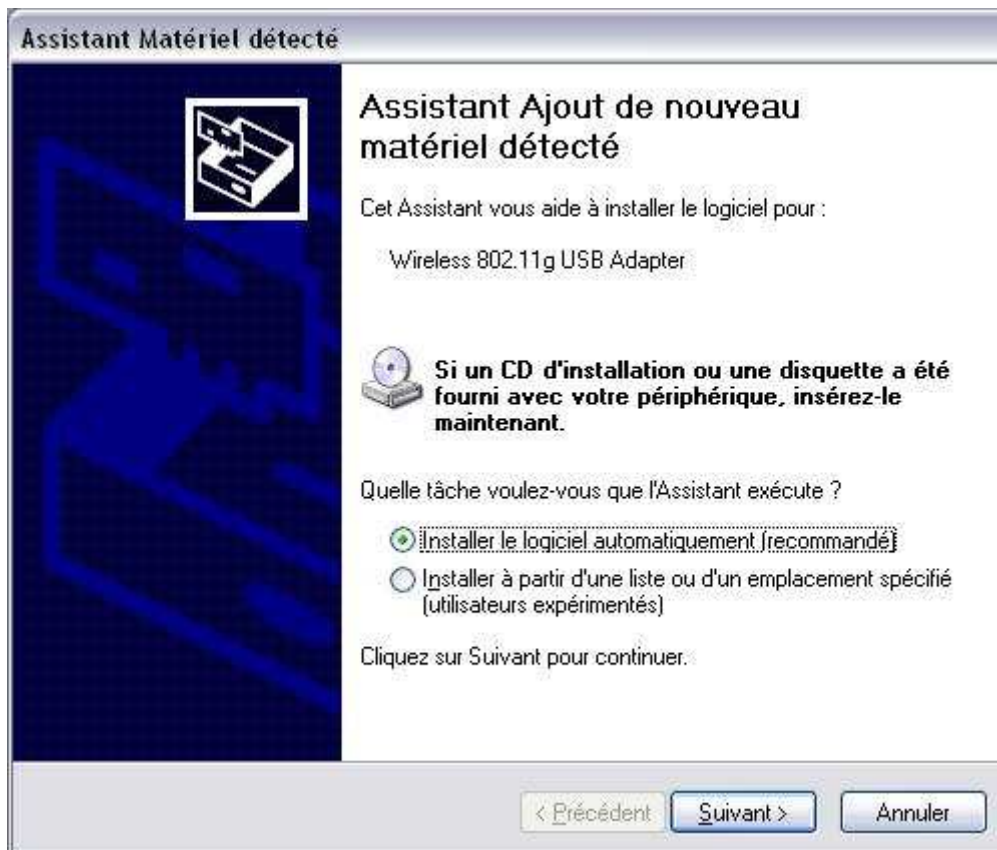 Assistant Matériel détecté
Assistant Ajout de nouveau
matériel détecté
Cet Assistant vous aide à installer le logiciel pour :
Wireless 802.11g USB Adapter
Si un CD d'installation ou une disquette a été
fourni avec votre périphérique, insérez-le
maintenant.
Quelle tâche voulez-vous que l'Assistant exécute ?
Installer le logiciel automatiquement (recommandé)
Installer à partir d'une liste ou d'un emplacement spécifié
(utilisateurs expérimentés)
Cliquez sur Suivant pour continuer.
< Précédent
Suivant >
Annuler